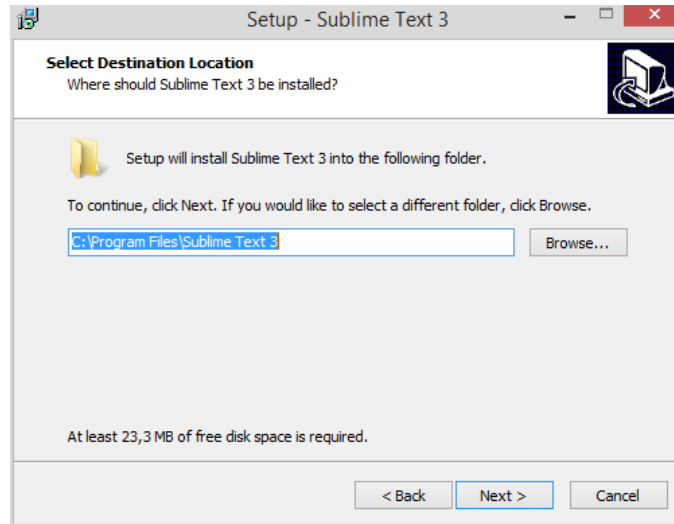 Setup - Sublime Text 3
Select Destination Location
Where should Sublime Text 3 be installed?
Setup will install Sublime Text 3 into the following folder.
To continue, click Next. If you would like to select a different folder, click Browse.
C:\Program Files\Sublime Text 3
Browse...
At least 23,3 MB of free disk space is required.
< Back
Next >
Cancel